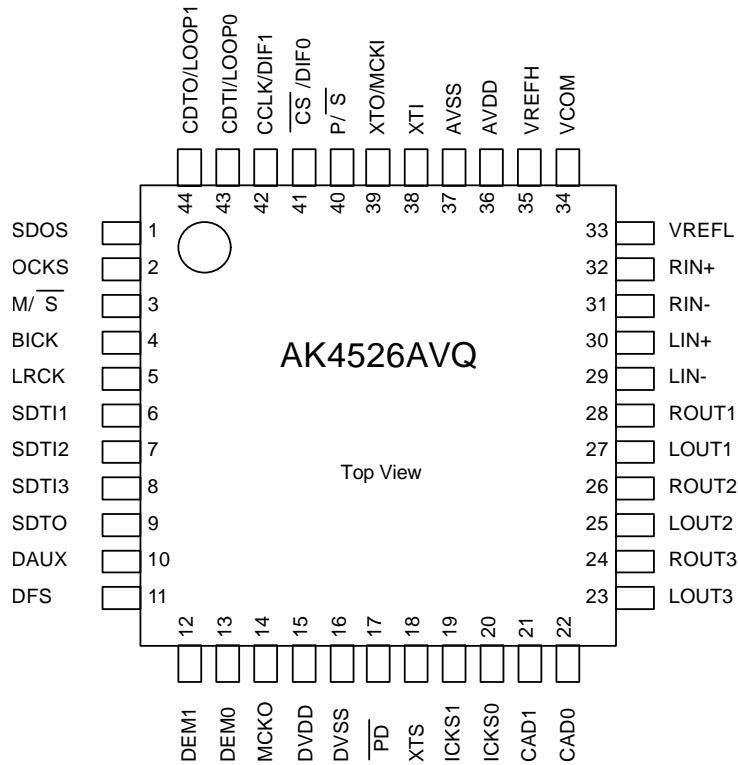 CDTO/LOOP1
CDTI/LOOP0
CCLK/DIF1
CS /DIF0
P/ S
XTO/MCKI
XTI
AVSS
AVDD
VREFH
VCOM
44
43
42
41
40
39
38
37
36
35
34
SDOS 1
OCKS 2
M/ S 3
BICK 4
LRCK 5
SDTI1 6
SDTI2 7
SDTI3 8
SDTO 9
DAUX 10
DFS 11
AK4526AVQ
Top View
33 VREFL
32 RIN+
31 RIN-
30 LIN+
29 LIN-
28 ROUT1
27 LOUT1
26 ROUT2
25 LOUT2
24 ROUT3
23 LOUT3
12
13
14
15
16
17
18
19
20
21
22
DEM1
DEM0
MCKO
DVDD
DVSS
PD
XTS
ICKS1
ICKS0
CAD1
CAD0